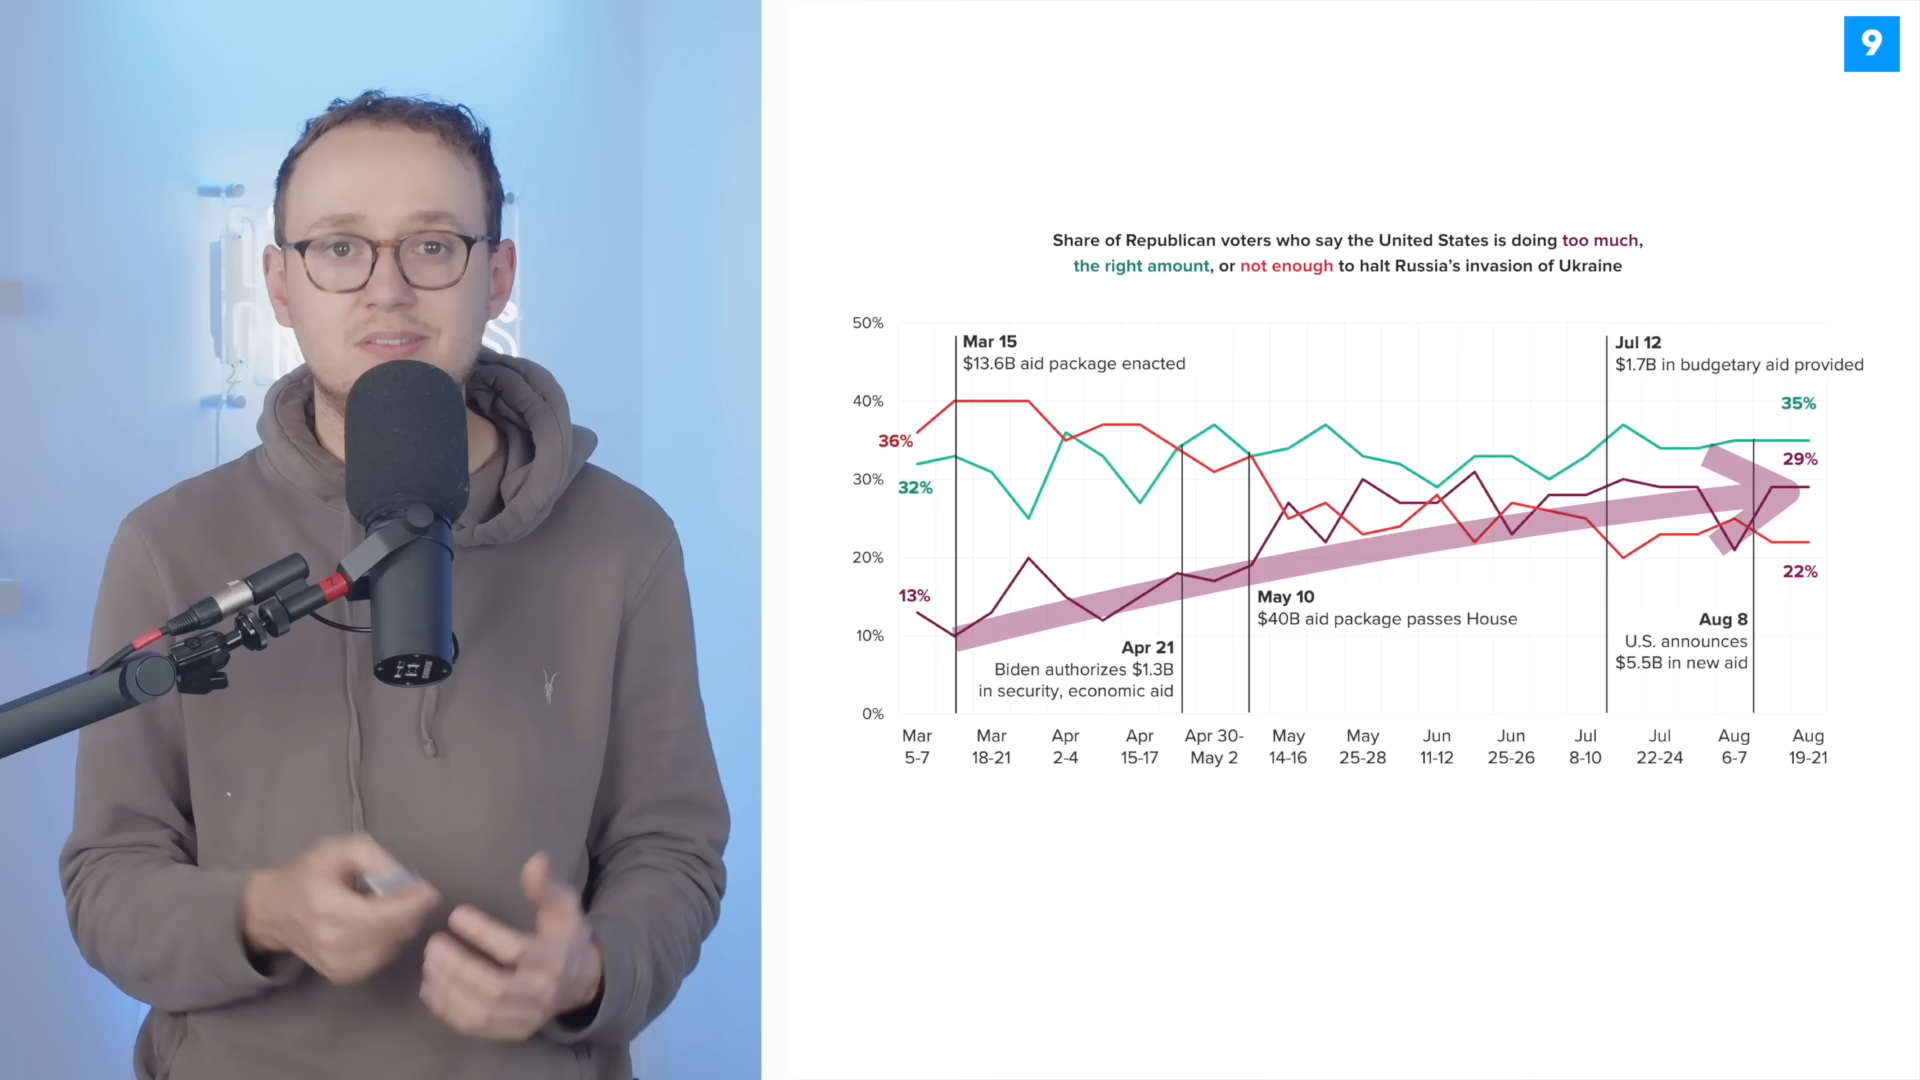 9
Share of Republican voters who say the United States is doing too much,
the right amount, or not enough to halt Russia's invasion of Ukraine
50%
40%
30%
20%
10%
0%
Mar 15
$13.6B aid package enacted
Jul 12
$1.7B in budgetary aid provided
36%
32%
13%
35%
29%
22%
Apr 21
Biden authorizes $1.3B
in security, economic aid
May 10
$40B aid package passes House
Aug 8
U.S. announces
$5.5B in new aid
Mar
5-7
Mar
18-21
Apr
2-4
Apr
15-17
Apr 30-
May 2
May
14-16
May
25-28
Jun
11-12
Jun
25-26
Jul
8-10
Jul
22-24
Aug
6-7
Aug
19-21